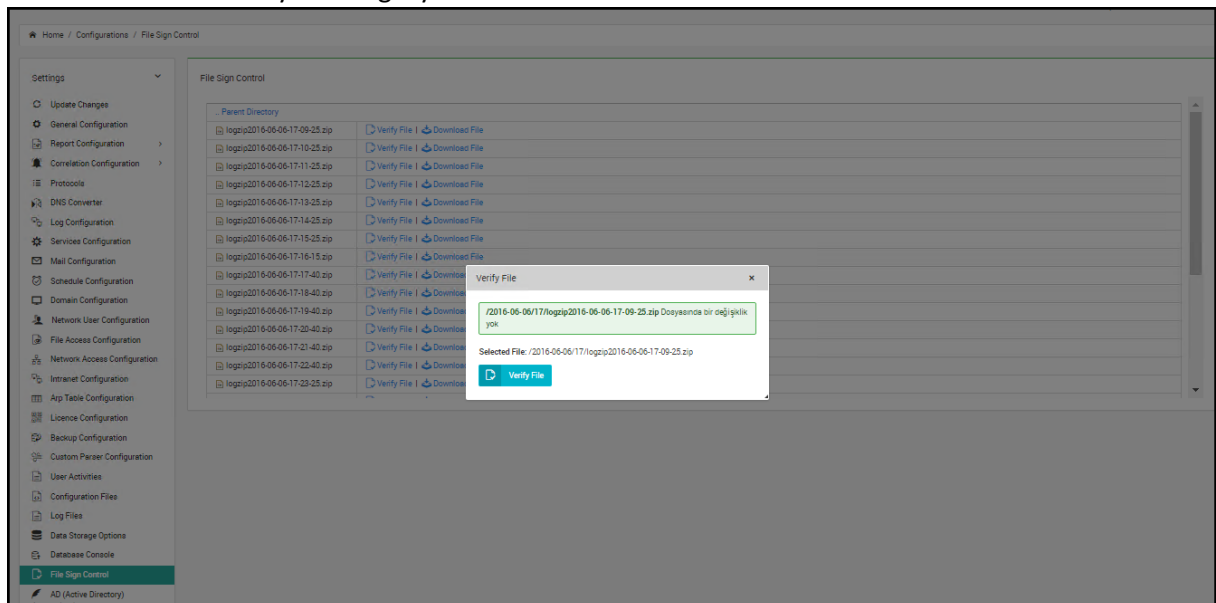 Home / Configurations / File Sign Control
Settings
File Sign Control
Update Changes
General Configuration
Report Configuration
Correlation Configuration
Protocols
DNS Converter
Log Configuration
Services Configuration
Mail Configuration
Schedule Configuration
Domain Configuration
Network User Configuration
File Access Configuration
Network Access Configuration
Intranet Configuration
Arp Table Configuration
Licence Configuration
Backup Configuration
Custom Parser Configuration
User Activities
Configuration Files
Log Files
Data Storage Options
Database Console
File Sign Control
AD (Active Directory)
.. Parent Directory
logzip2016-06-06-17-09-25.zip Verify File | Download File
logzip2016-06-06-17-10-25.zip Verify File | Download File
logzip2016-06-06-17-11-25.zip Verify File | Download File
logzip2016-06-06-17-12-25.zip Verify File | Download File
logzip2016-06-06-17-13-25.zip Verify File | Download File
logzip2016-06-06-17-14-25.zip Verify File | Download File
logzip2016-06-06-17-15-25.zip Verify File | Download File
logzip2016-06-06-17-16-15.zip Verify File | Download File
logzip2016-06-06-17-17-40.zip Verify File |
logzip2016-06-06-17-18-40.zip Verify File |
logzip2016-06-06-17-19-40.zip Verify File |
logzip2016-06-06-17-20-40.zip Verify File |
logzip2016-06-06-17-21-40.zip Verify File |
logzip2016-06-06-17-22-40.zip Verify File |
logzip2016-06-06-17-23-25.zip Verify File |
Verify File ×
/2016-06-06/17/logzip2016-06-06-17-09-25.zip Dosyasında bir değişiklik
yok
Selected File: /2016-06-06/17/logzip2016-06-06-17-09-25.zip
Verify File